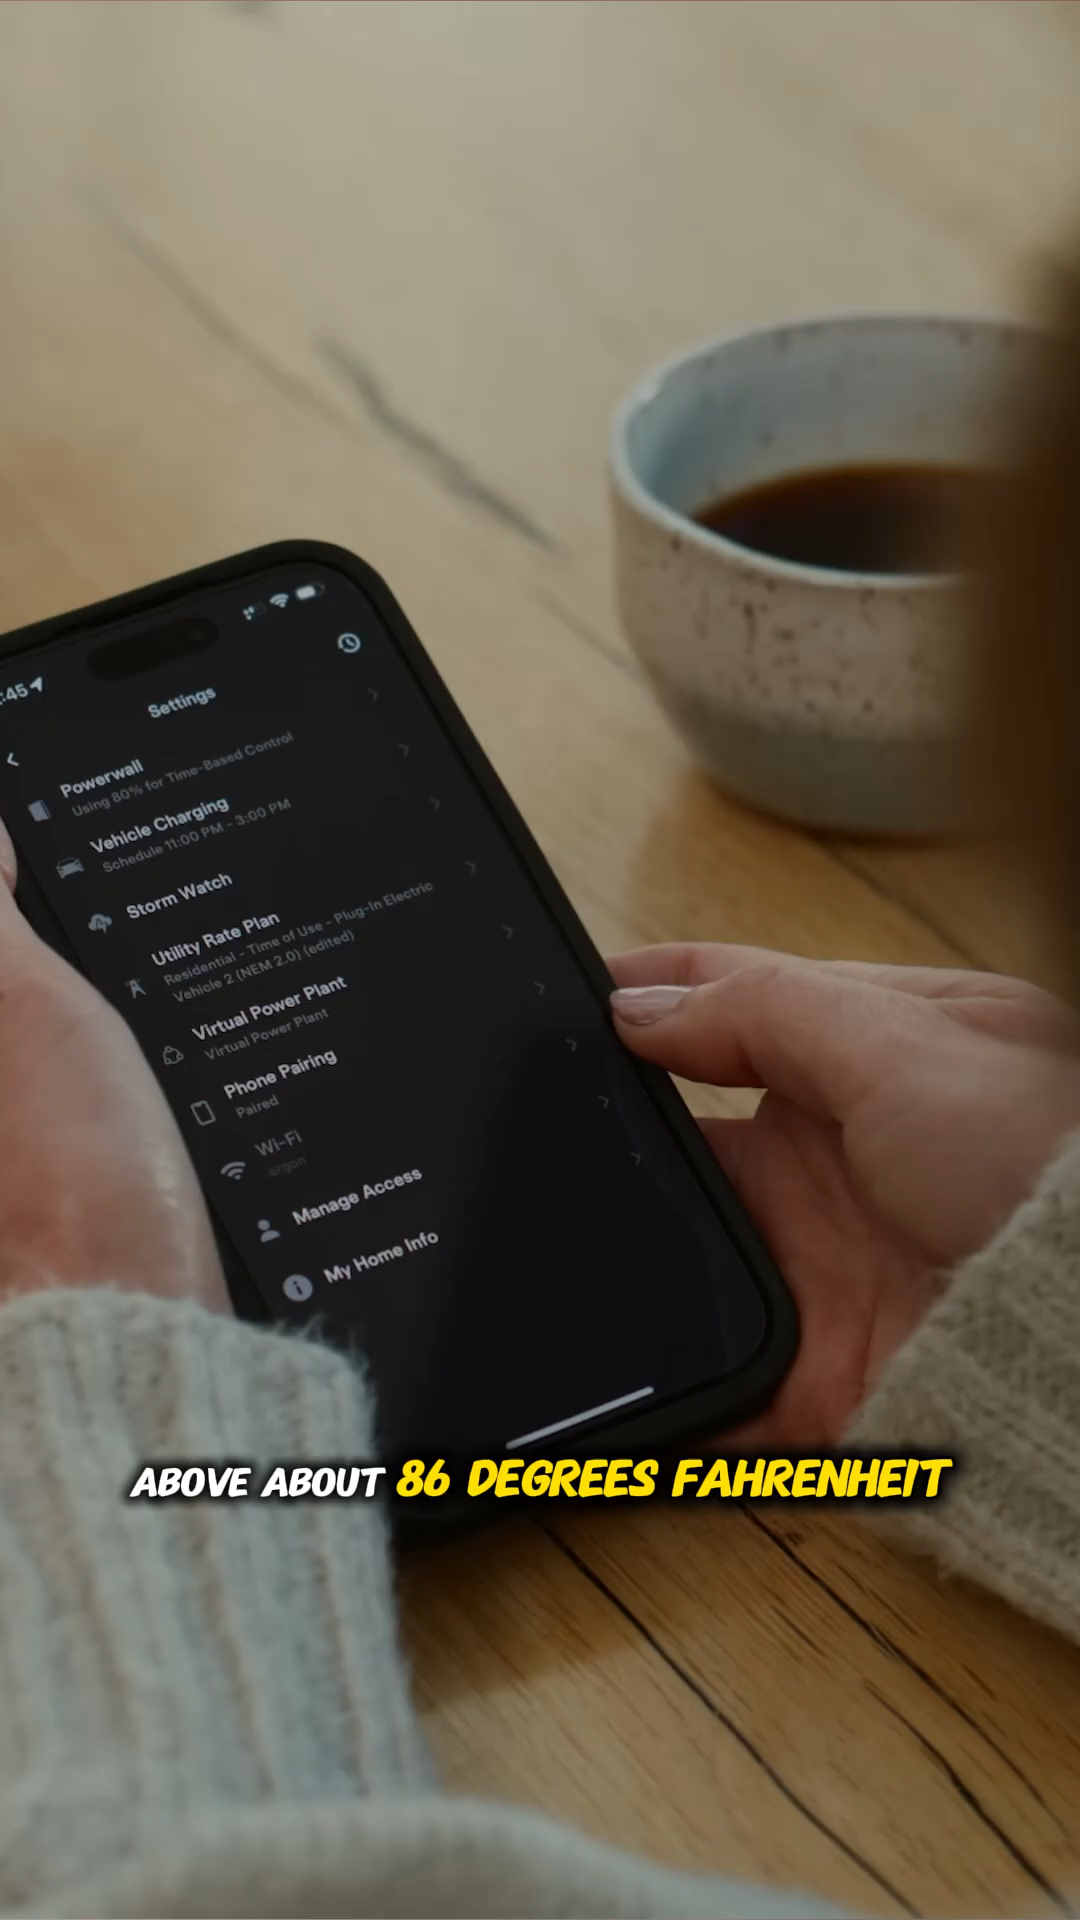 :45
Settings
Powerwall
Using 80% for Time-Based Control
Vehicle Charging
Schedule 11:00 PM - 3:00 PM
Storm Watch
Utility Rate Plan
Residential - Time of Use - Plug-In Electric
Vehicle 2 (NEM 2.0) (edited)
Virtual Power Plant
Virtual Power Plant
Phone Pairing
Paired
Wi-Fi
argon
Manage Access
My Home Info
ABOVE ABOUT 86 DEGREES FAHRENHEIT